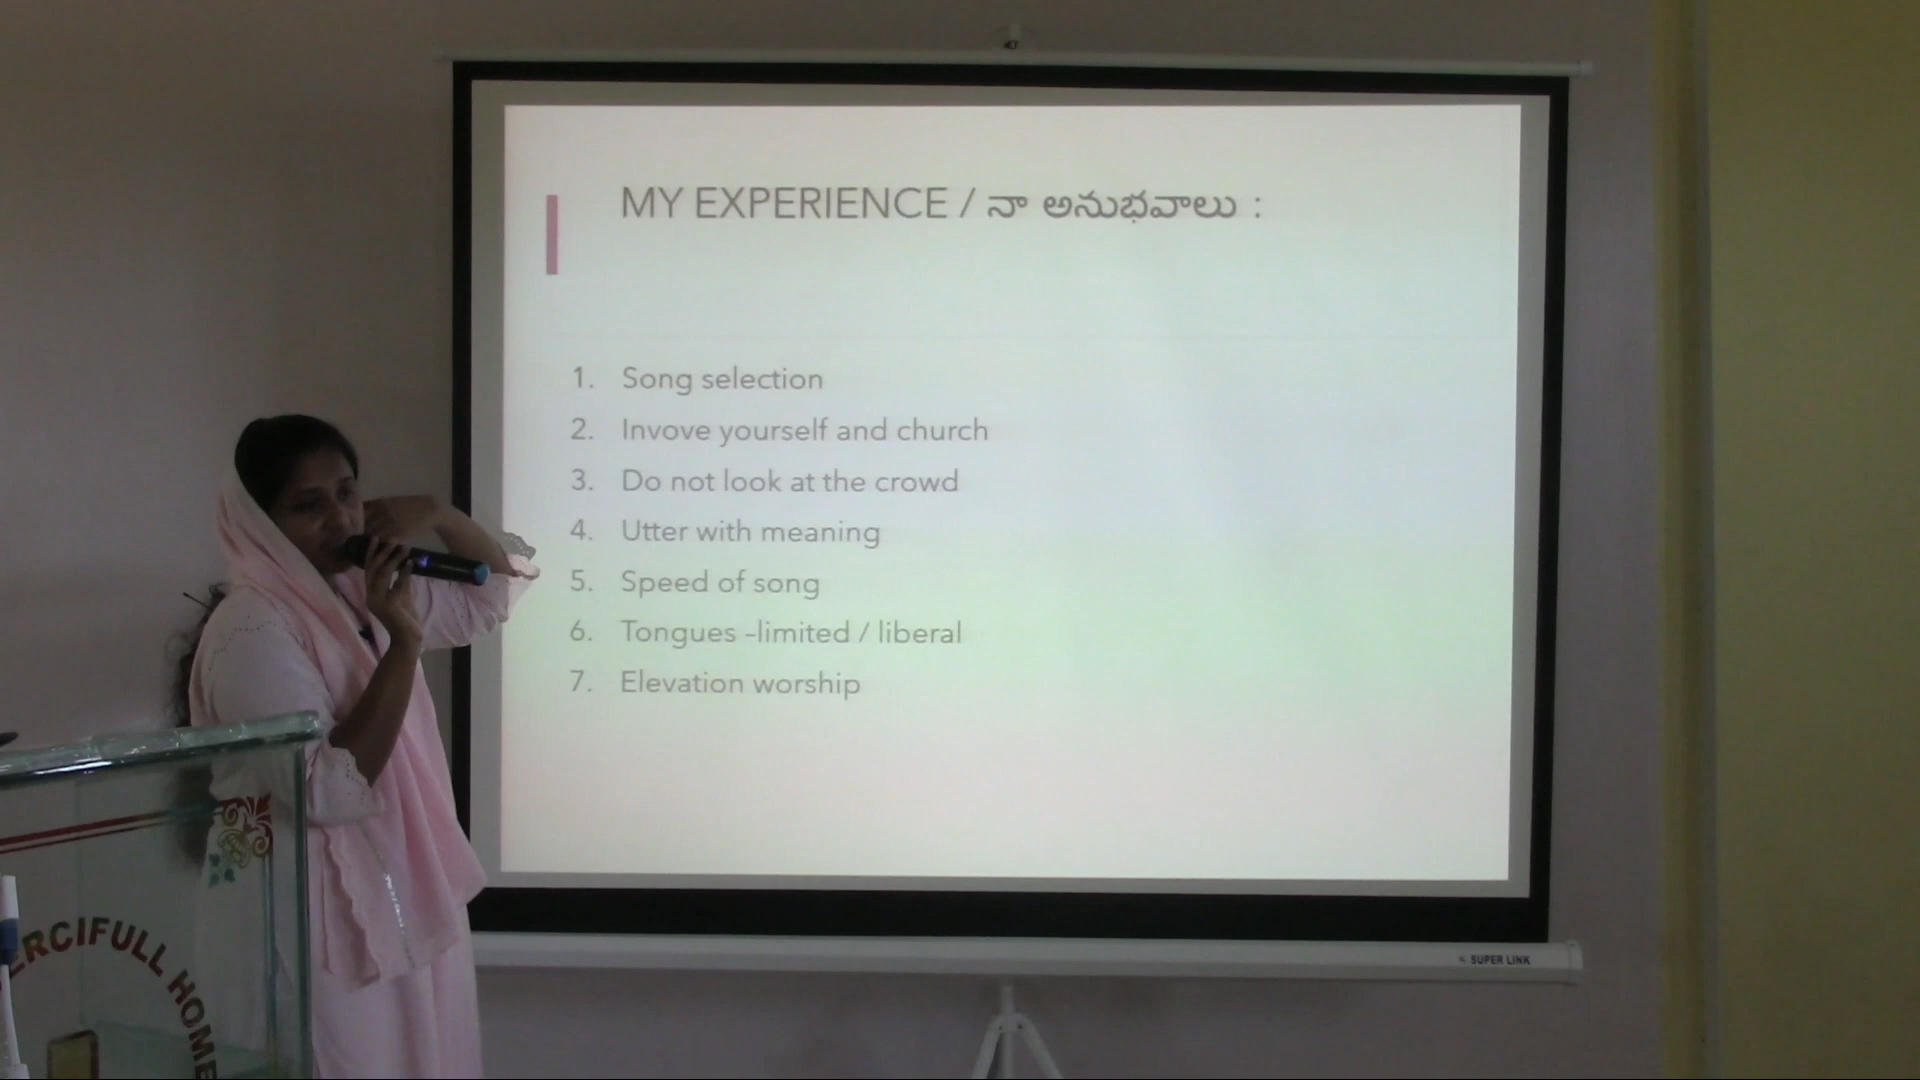 MY EXPERIENCE / నా అనుభవాలు :
1. Song selection
2. Invove yourself and church
3. Do not look at the crowd
4. Utter with meaning
5. Speed of song
6. Tongues –limited / liberal
7. Elevation worship
SUPER LINK
ERCIFULL HOME